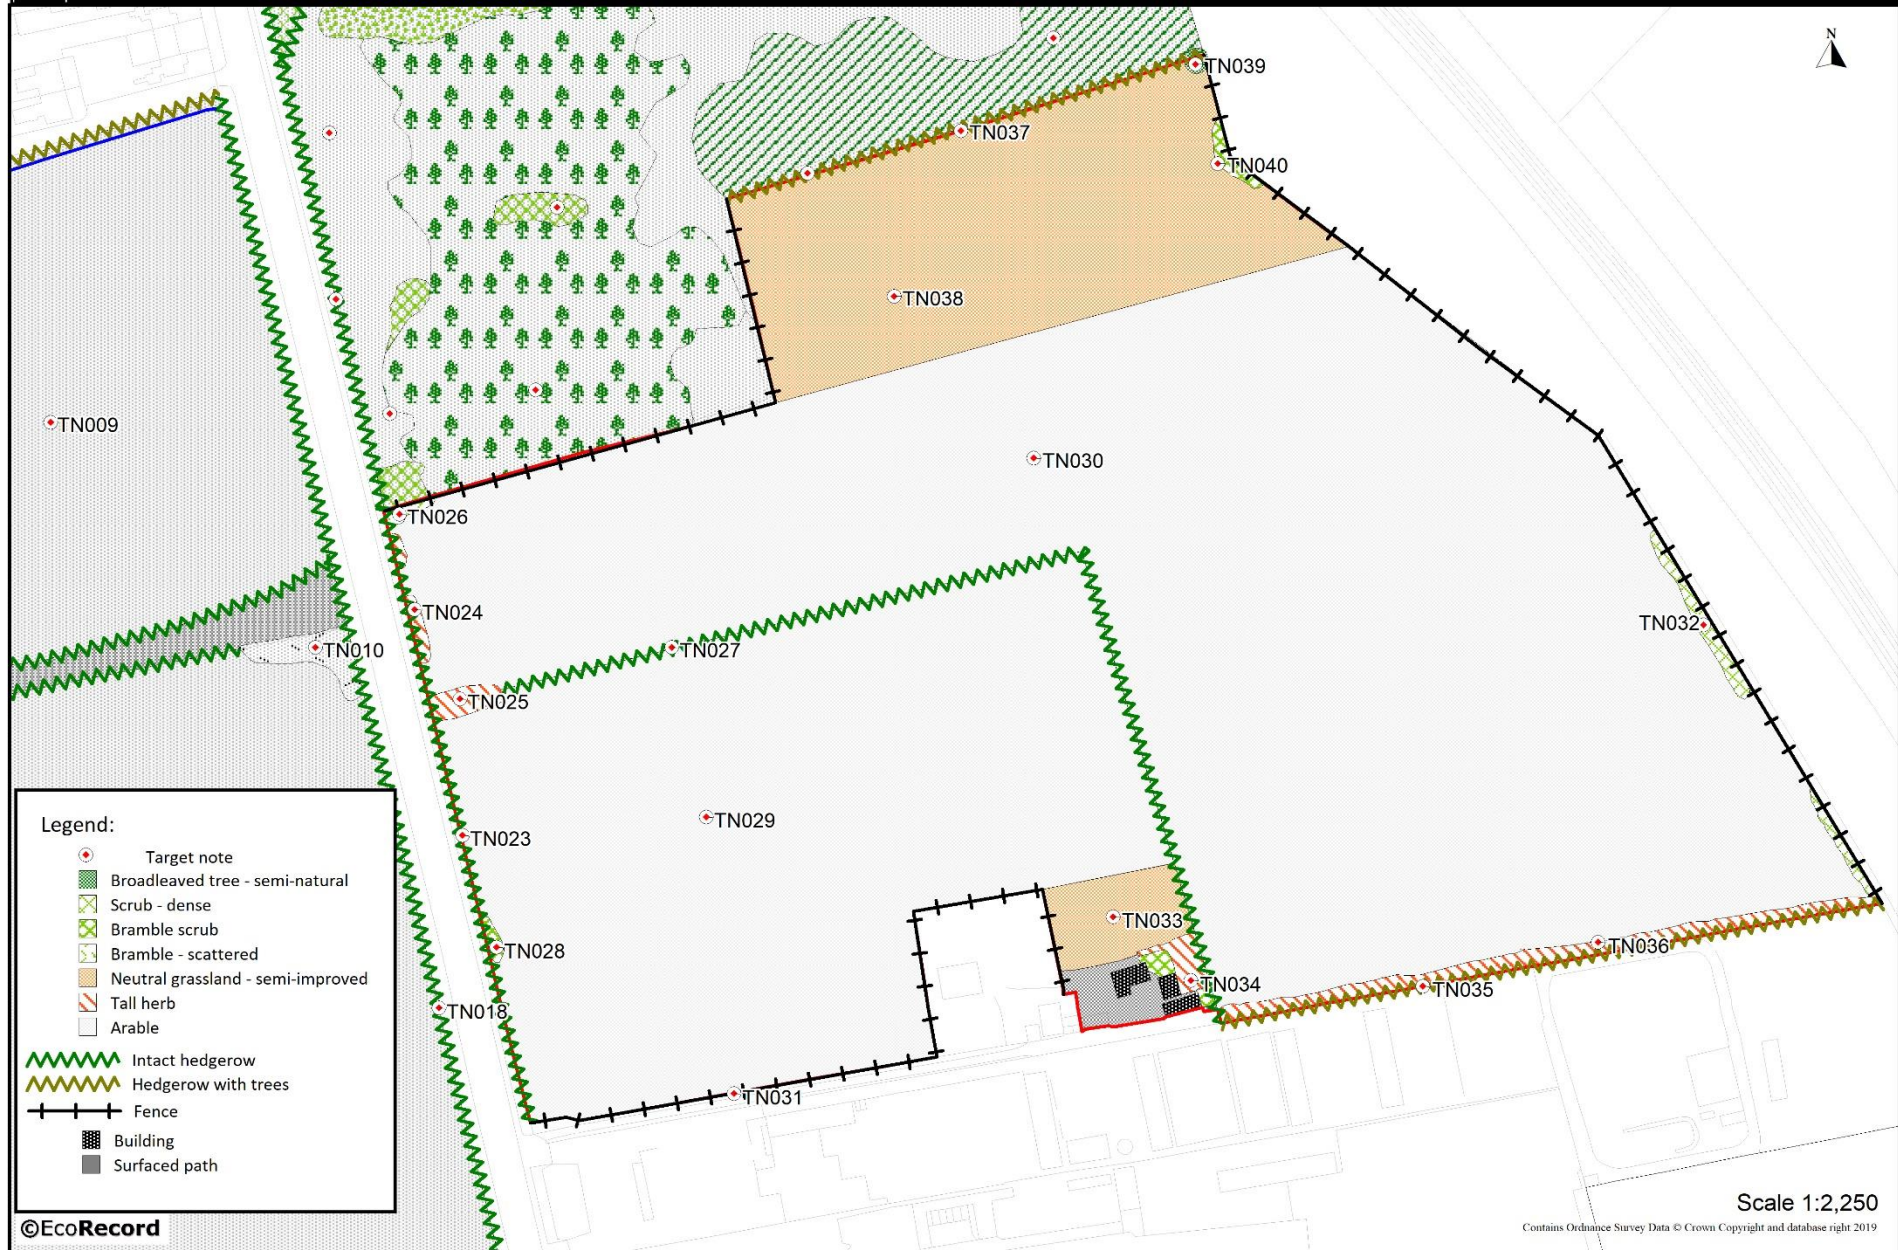 N
TN039
TN037
TN040
TN038
TN009
TN030
TN026
TN024
TN032
TN010
TN027
TN025
TN029
TN023
TN033
TN028
TN036
TN034
TN035
TN018
TN031
Legend:
Target note
Broadleaved tree - semi-natural
Scrub - dense
Bramble scrub
Bramble - scattered
Neutral grassland - semi-improved
Tall herb
Arable
Intact hedgerow
Hedgerow with trees
Fence
Building
Surfaced path
©EcoRecord
Scale 1:2,250
Contains Ordnance Survey Data © Crown Copyright and database right 2019